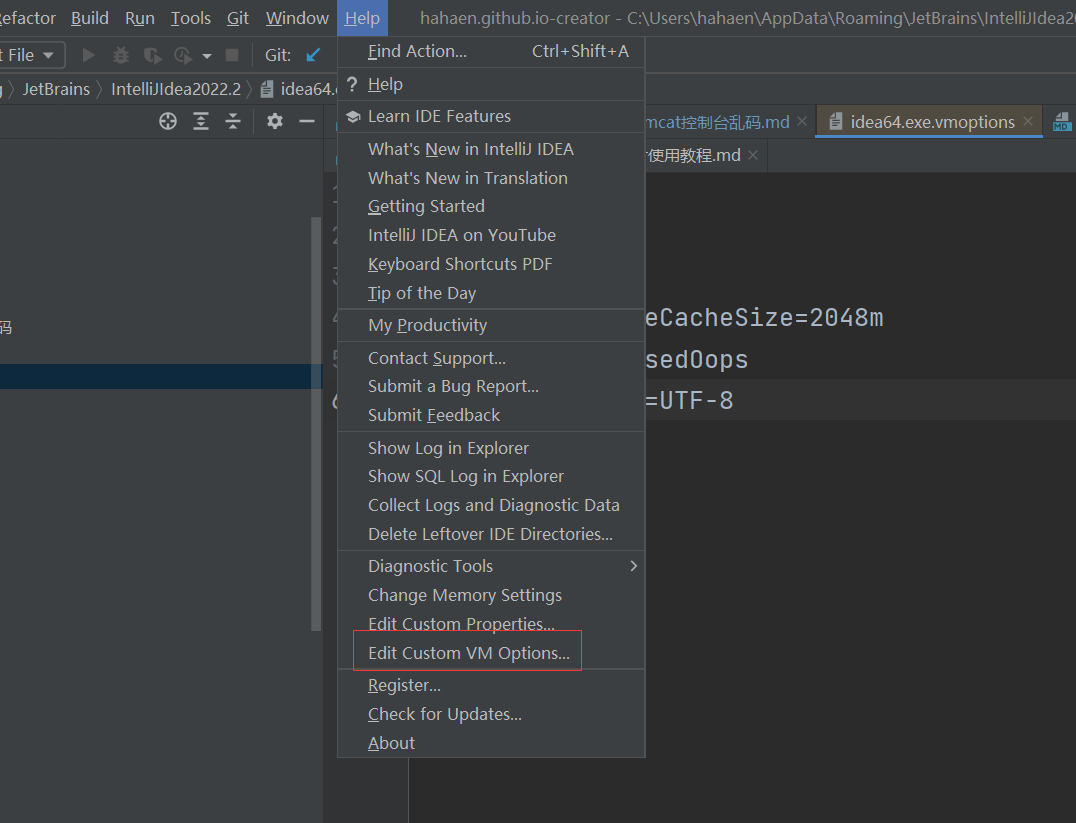 efactor Build Run Tools Git Window Help hahaen.github.io-creator - C:\Users\hahaen\AppData\Roaming\JetBrains\IntelliJIdea20
File Git:
JetBrains IntelliJIdea2022.2 idea64.
mcat控制台乱码.md idea64.exe.vmoptions
使用教程.md
码
eCacheSize=2048m
sedOops
=UTF-8
Find Action... Ctrl+Shift+A
? Help
Learn IDE Features
What's New in IntelliJ IDEA
What's New in Translation
Getting Started
IntelliJ IDEA on YouTube
Keyboard Shortcuts PDF
Tip of the Day
My Productivity
Contact Support...
Submit a Bug Report...
Submit Feedback
Show Log in Explorer
Show SQL Log in Explorer
Collect Logs and Diagnostic Data
Delete Leftover IDE Directories...
Diagnostic Tools
Change Memory Settings
Edit Custom Properties...
Edit Custom VM Options...
Register...
Check for Updates...
About